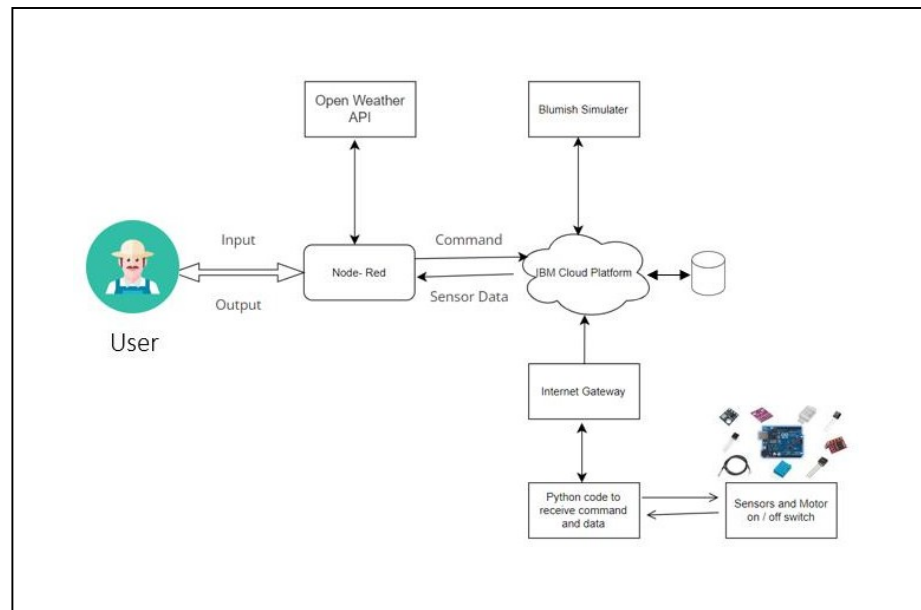 Open Weather
API
Blumish Simulater
Input
Command
Node- Red
IBM Cloud Platform
Output
Sensor Data
User
Internet Gateway
Python code to
receive command
and data
Sensors and Motor
on / off switch